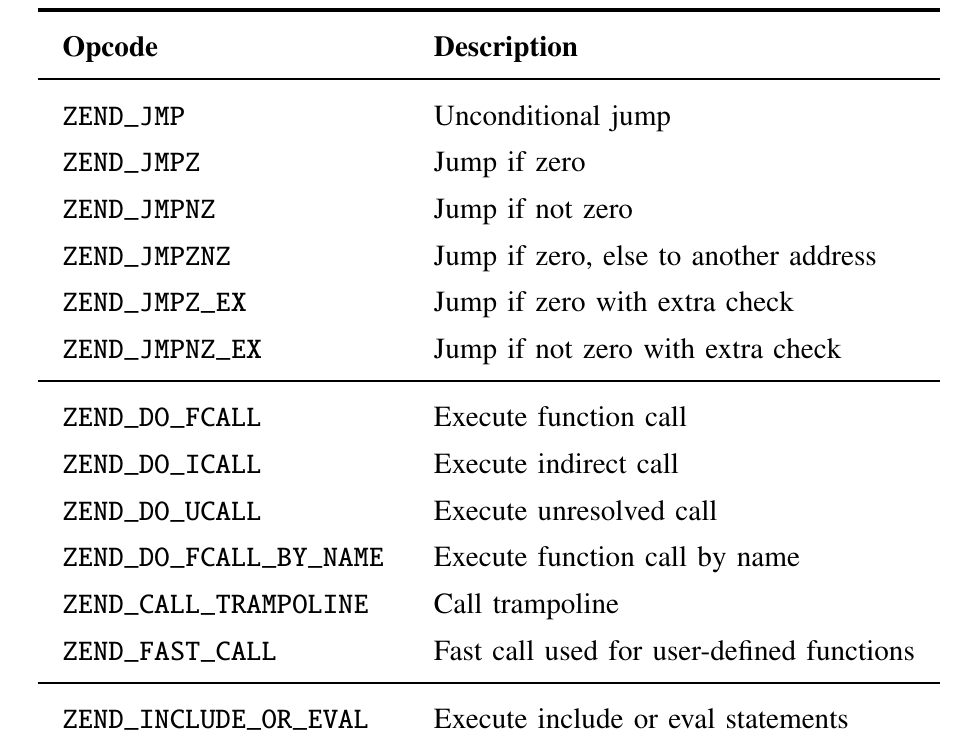 Opcode Description
ZEND_JMP Unconditional jump
ZEND_JMPZ Jump if zero
ZEND_JMPNZ Jump if not zero
ZEND_JMPZNZ Jump if zero, else to another address
ZEND_JMPZ_EX Jump if zero with extra check
ZEND_JMPNZ_EX Jump if not zero with extra check
ZEND_DO_FCALL Execute function call
ZEND_DO_ICALL Execute indirect call
ZEND_DO_UCALL Execute unresolved call
ZEND_DO_FCALL_BY_NAME Execute function call by name
ZEND_CALL_TRAMPOLINE Call trampoline
ZEND_FAST_CALL Fast call used for user-defined functions
ZEND_INCLUDE_OR_EVAL Execute include or eval statements